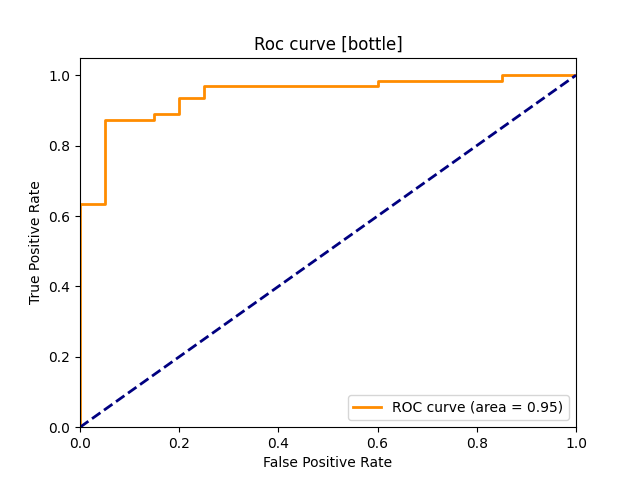 Roc curve [bottle]
1.0
0.8
0.6
0.4
0.2
0.0
True Positive Rate
ROC curve (area = 0.95)
0.0 0.2 0.4 0.6 0.8 1.0
False Positive Rate